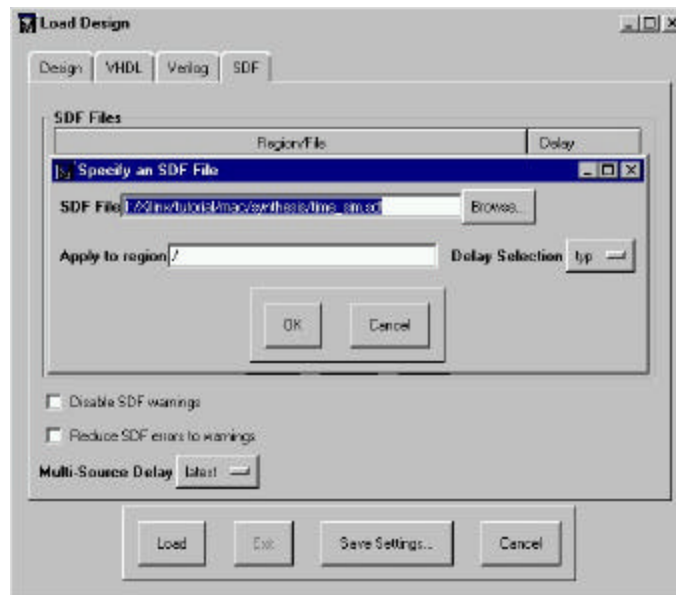 Load Design
Design VHDL Verilog SDF
SDF Files
Region/File Delay
Specify an SDF File
SDF File Browse...
Apply to region / Delay Selection typ
OK Cancel
Disable SDF warnings
Reduce SDF errors to warnings
Multi-Source Delay latest
Load Exit Save Settings... Cancel